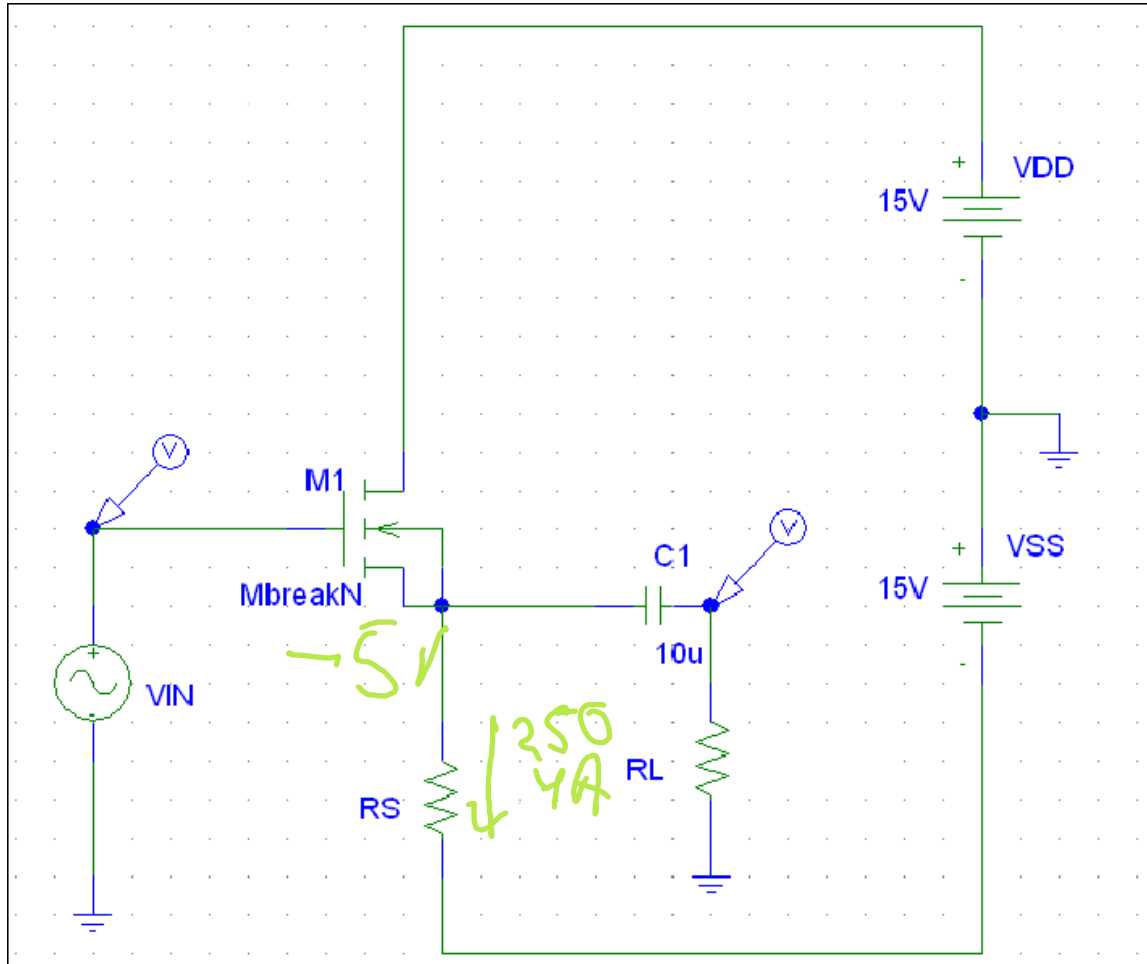 +
VDD
15V
-
V
M1
V
C1
+
VSS
15V
MbreakN
10u
-
-5V
+
VIN
-
RS
250
4A
RL